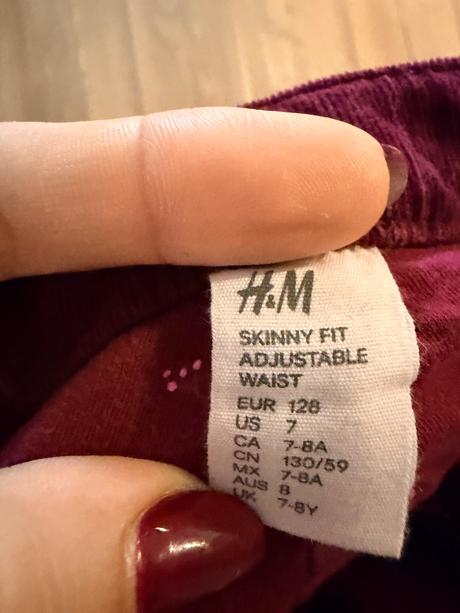 H&M
SKINNY FIT
ADJUSTABLE
WAIST
EUR 128
US 7
CA 7-8A
CN 130/59
MX 7-8A
AUS 8
UK 7-8Y